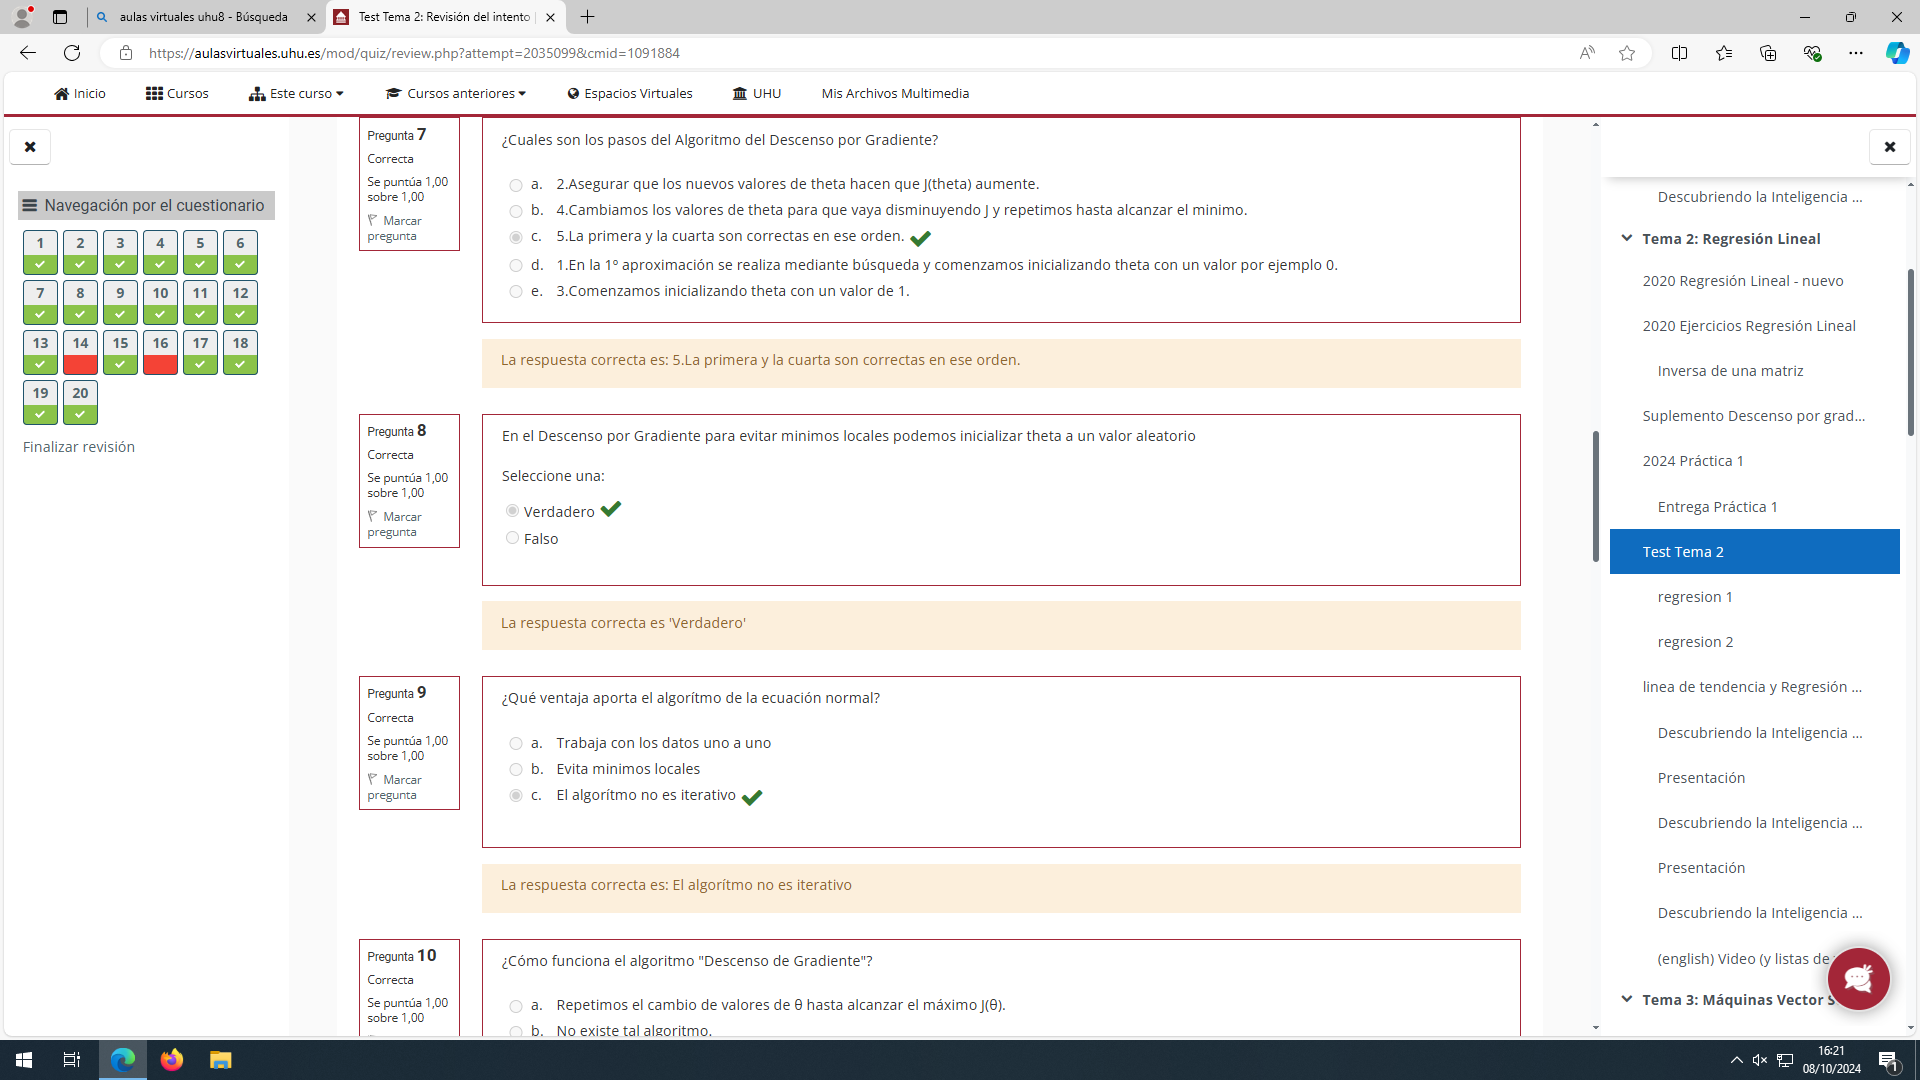 aulas virtuales uhu8 - Búsqueda
Test Tema 2: Revisión del intento |
https://aulasvirtuales.uhu.es/mod/quiz/review.php?attempt=2035099&cmid=1091884
Inicio
Cursos
Este curso
Cursos anteriores
Espacios Virtuales
UHU
Mis Archivos Multimedia
Navegación por el cuestionario
1 2 3 4 5 6
7 8 9 10 11 12
13 14 15 16 17 18
19 20
Finalizar revisión
Pregunta 7
Correcta
Se puntúa 1,00
sobre 1,00
Marcar
pregunta
¿Cuales son los pasos del Algoritmo del Descenso por Gradiente?
a. 2.Asegurar que los nuevos valores de theta hacen que J(theta) aumente.
b. 4.Cambiamos los valores de theta para que vaya disminuyendo J y repetimos hasta alcanzar el minimo.
c. 5.La primera y la cuarta son correctas en ese orden.
d. 1.En la 1º aproximación se realiza mediante búsqueda y comenzamos inicializando theta con un valor por ejemplo 0.
e. 3.Comenzamos inicializando theta con un valor de 1.
La respuesta correcta es: 5.La primera y la cuarta son correctas en ese orden.
Pregunta 8
Correcta
Se puntúa 1,00
sobre 1,00
Marcar
pregunta
En el Descenso por Gradiente para evitar minimos locales podemos inicializar theta a un valor aleatorio
Seleccione una:
Verdadero
Falso
La respuesta correcta es 'Verdadero'
Pregunta 9
Correcta
Se puntúa 1,00
sobre 1,00
Marcar
pregunta
¿Qué ventaja aporta el algorítmo de la ecuación normal?
a. Trabaja con los datos uno a uno
b. Evita minimos locales
c. El algorítmo no es iterativo
La respuesta correcta es: El algorítmo no es iterativo
Pregunta 10
Correcta
Se puntúa 1,00
sobre 1,00
¿Cómo funciona el algoritmo "Descenso de Gradiente"?
a. Repetimos el cambio de valores de θ hasta alcanzar el máximo J(θ).
b. No existe tal algoritmo.
Descubriendo la Inteligencia ...
Tema 2: Regresión Lineal
2020 Regresión Lineal - nuevo
2020 Ejercicios Regresión Lineal
Inversa de una matriz
Suplemento Descenso por grad...
2024 Práctica 1
Entrega Práctica 1
Test Tema 2
regresion 1
regresion 2
linea de tendencia y Regresión ...
Descubriendo la Inteligencia ...
Presentación
Descubriendo la Inteligencia ...
Presentación
Descubriendo la Inteligencia ...
(english) Video (y listas de
Tema 3: Máquinas Vector S
16:21
08/10/2024
1